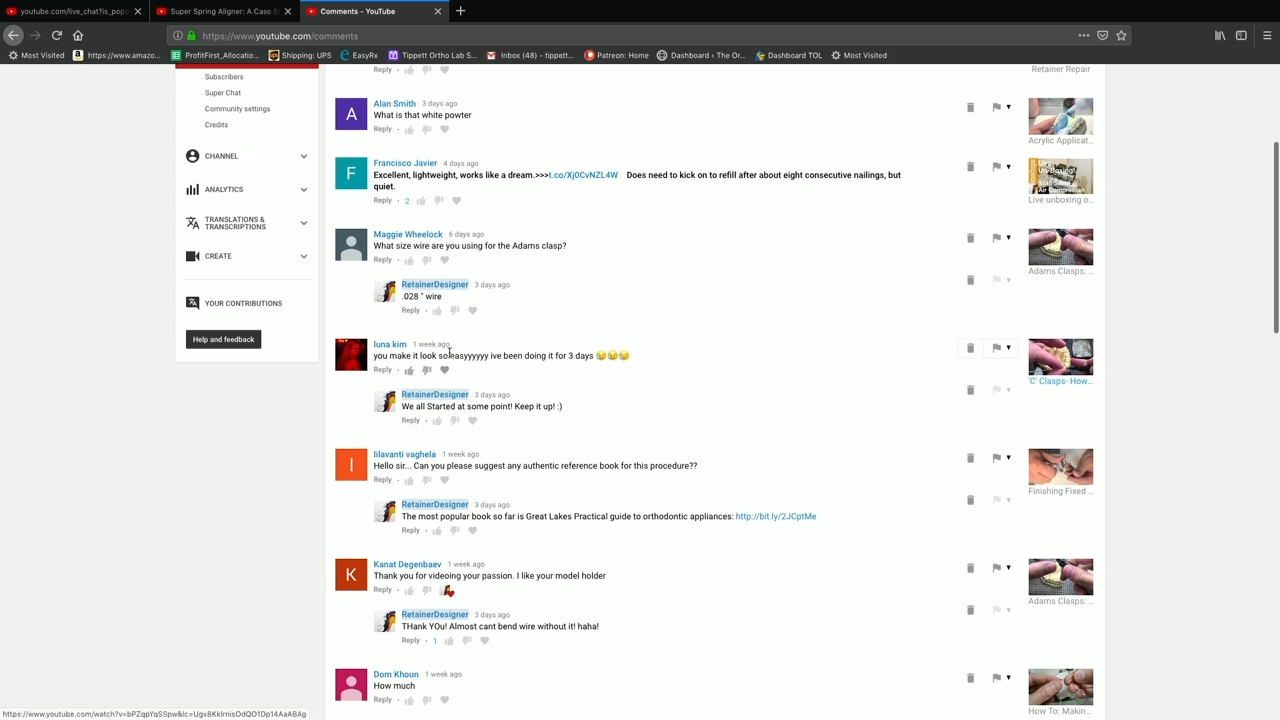 youtube.com/live_chat?is_pop
Super Spring Aligner: A Case S
Comments - YouTube
https://www.youtube.com/comments
Most Visited
https://www.amazo...
ProfitFirst_Allocatio...
Shipping: UPS
EasyRx
Tippett Ortho Lab S...
Inbox (49) - tippett...
Patreon: Home
Dashboard ‹ The Or...
Dashboard TOL
Most Visited
Subscribers
Super Chat
Community settings
Credits
CHANNEL
ANALYTICS
TRANSLATIONS &
TRANSCRIPTIONS
CREATE
YOUR CONTRIBUTIONS
Help and feedback
Reply
Retainer Repair
Alan Smith 3 days ago
What is that white powter
Reply
Acrylic Applicat...
Francisco Javier 4 days ago
Excellent, lightweight, works like a dream.>>>t.co/Xj0CvNZL4W Does need to kick on to refill after about eight consecutive nailings, but
quiet.
Reply 2
Live unboxing o...
Maggie Wheelock 6 days ago
What size wire are you using for the Adams clasp?
Reply
Adams Clasps: ...
RetainerDesigner 3 days ago
.028 " wire
Reply
luna kim 1 week ago
you make it look so easyyyyyy ive been doing it for 3 days 😥😥😥
Reply
'C' Clasps- How...
RetainerDesigner 3 days ago
We all Started at some point! Keep it up! :)
Reply
lilavanti vaghela 1 week ago
Hello sir... Can you please suggest any authentic reference book for this procedure??
Reply
Finishing Fixed ...
RetainerDesigner 3 days ago
The most popular book so far is Great Lakes Practical guide to orthodontic appliances: http://bit.ly/2JCptMe
Reply
Kanat Degenbaev 1 week ago
Thank you for videoing your passion. I like your model holder
Reply
Adams Clasps: ...
RetainerDesigner 3 days ago
THank YOu! Almost cant bend wire without it! haha!
Reply 1
Dom Khoun 1 week ago
How much
Reply
How To: Makin...